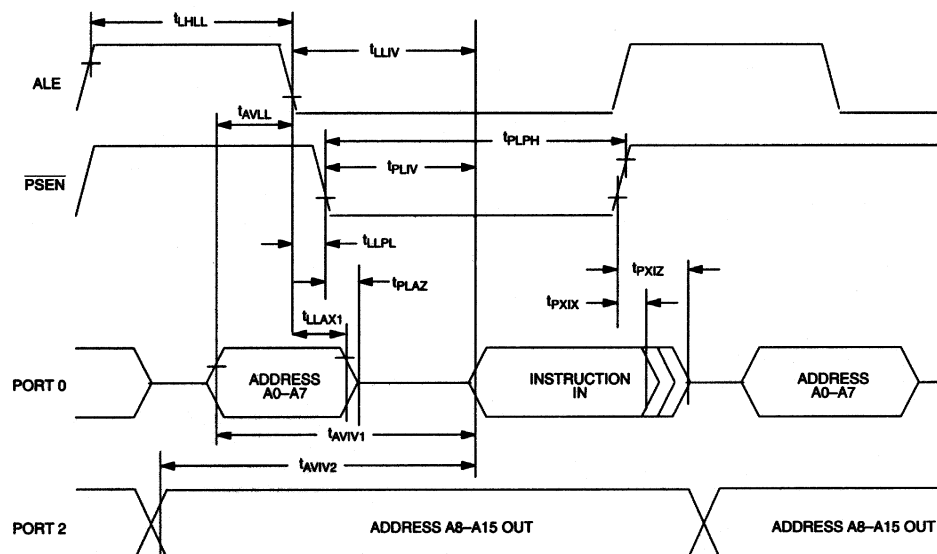 tLHLL
tLLIV
ALE
tAVLL
tPLPH
tPLIV
PSEN
tLLPL
tPXIZ
tPLAZ
tPXIX
tLLAX1
PORT 0
ADDRESS
A0–A7
INSTRUCTION
IN
ADDRESS
A0–A7
tAVIV1
tAVIV2
PORT 2
ADDRESS A8–A15 OUT
ADDRESS A8–A15 OUT